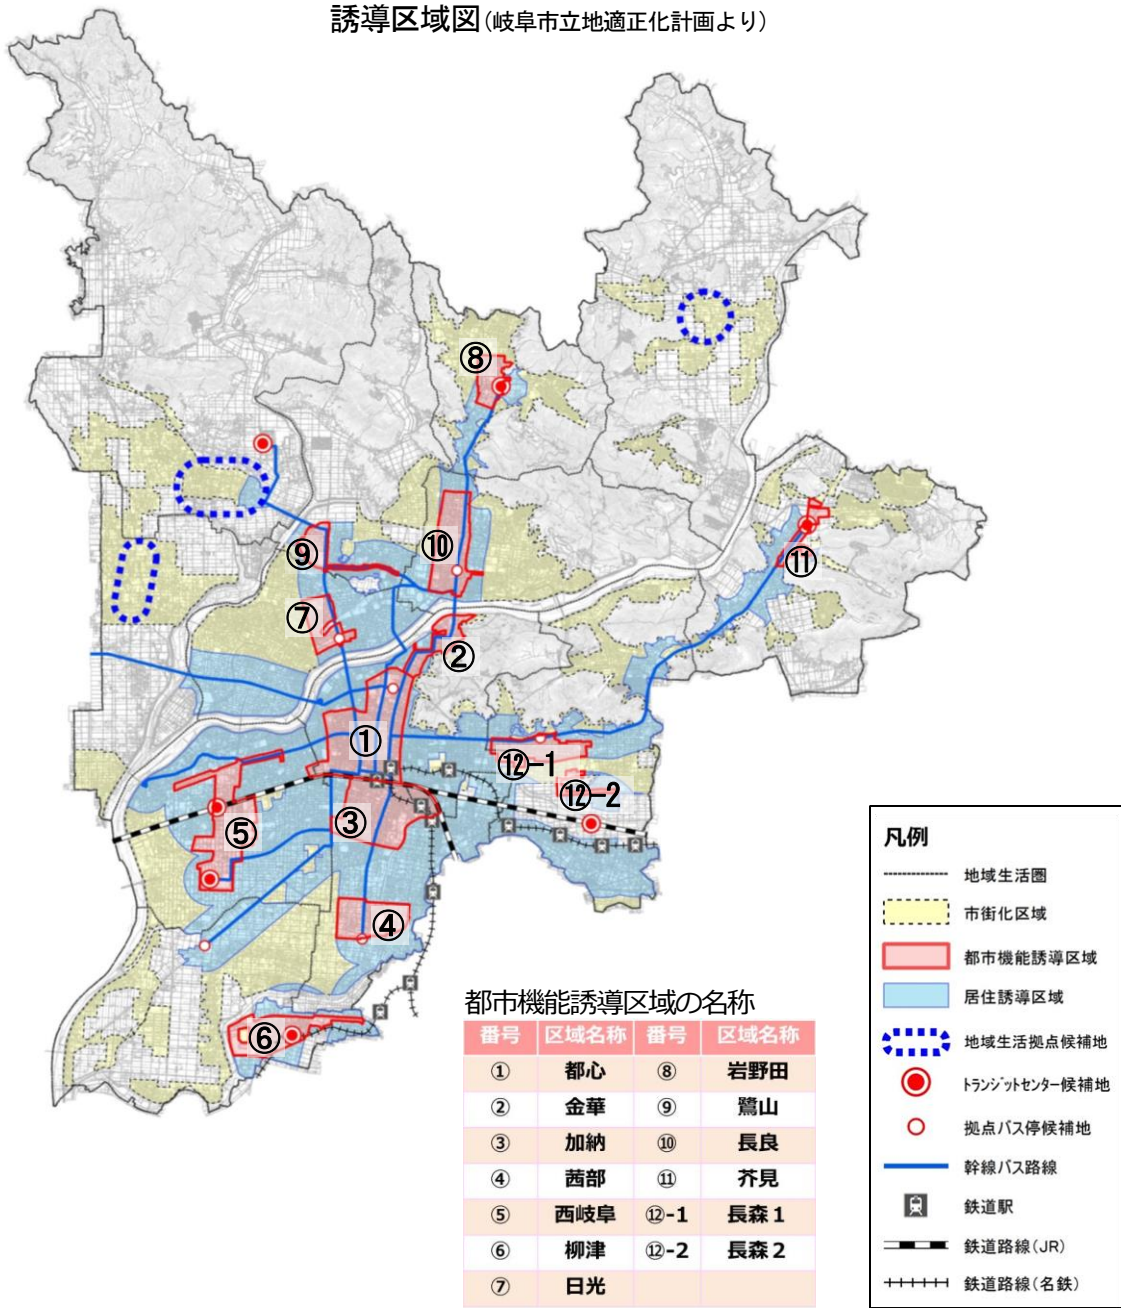 誘導区域図(岐阜市立地適正化計画より)
⑧
⑩
⑨
⑪
⑦
②
①
⑫-1
⑫-2
⑤
③
④
⑥
凡例
地域生活圏
市街化区域
都市機能誘導区域
居住誘導区域
地域生活拠点候補地
トランジットセンター候補地
拠点バス停候補地
幹線バス路線
鉄道駅
鉄道路線(JR)
鉄道路線(名鉄)
都市機能誘導区域の名称
番号 区域名称 番号 区域名称
① 都心 ⑧ 岩野田
② 金華 ⑨ 鷺山
③ 加納 ⑩ 長良
④ 茜部 ⑪ 芥見
⑤ 西岐阜 ⑫-1 長森1
⑥ 柳津 ⑫-2 長森2
⑦ 日光